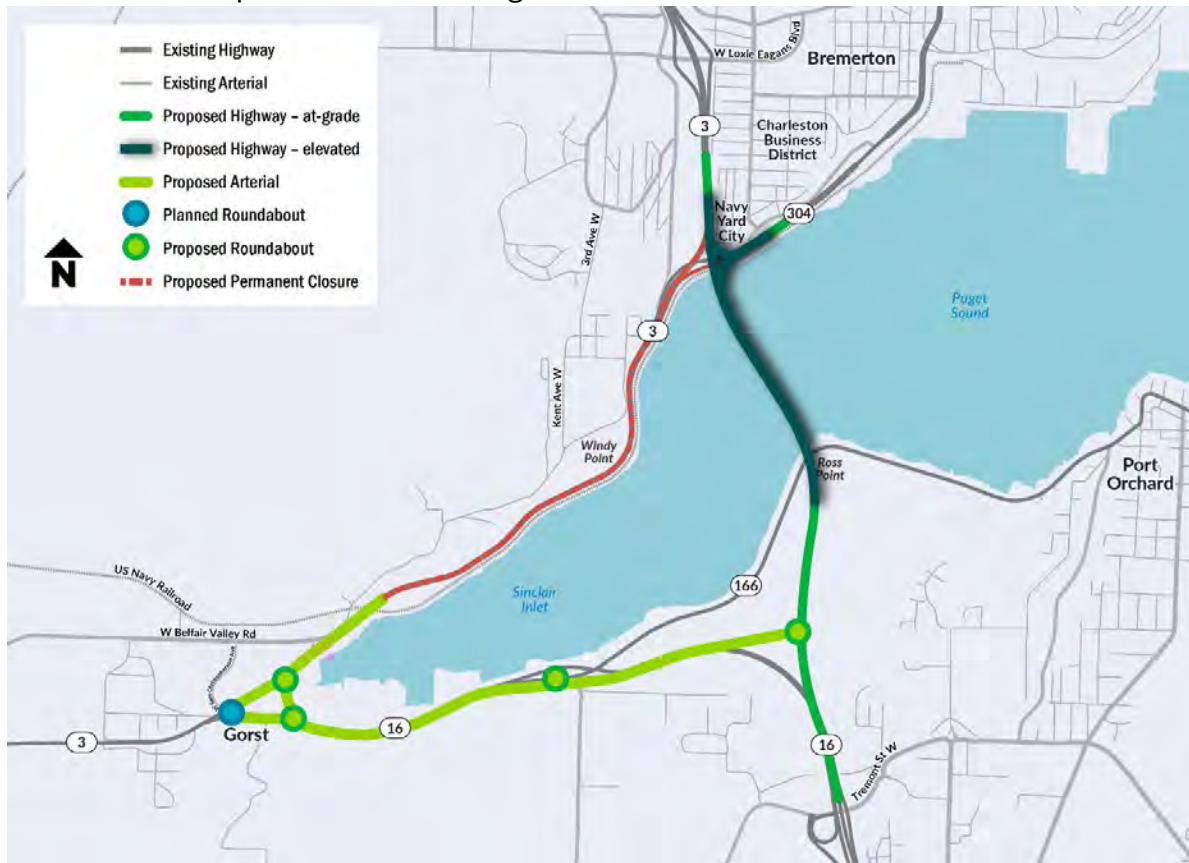 Existing Highway
Existing Arterial
Proposed Highway – at-grade
Proposed Highway – elevated
Proposed Arterial
Planned Roundabout
Proposed Roundabout
Proposed Permanent Closure
N
W Loxie Eagans Blvd
Bremerton
3
Charleston
Business
District
Navy
Yard
City
304
3rd Ave W
3
Puget
Sound
Kent Ave W
Windy
Point
Ross
Point
Port
Orchard
US Navy Railroad
Sinclair
Inlet
166
W Belfair Valley Rd
Gorst
3
16
16
Tremont St W